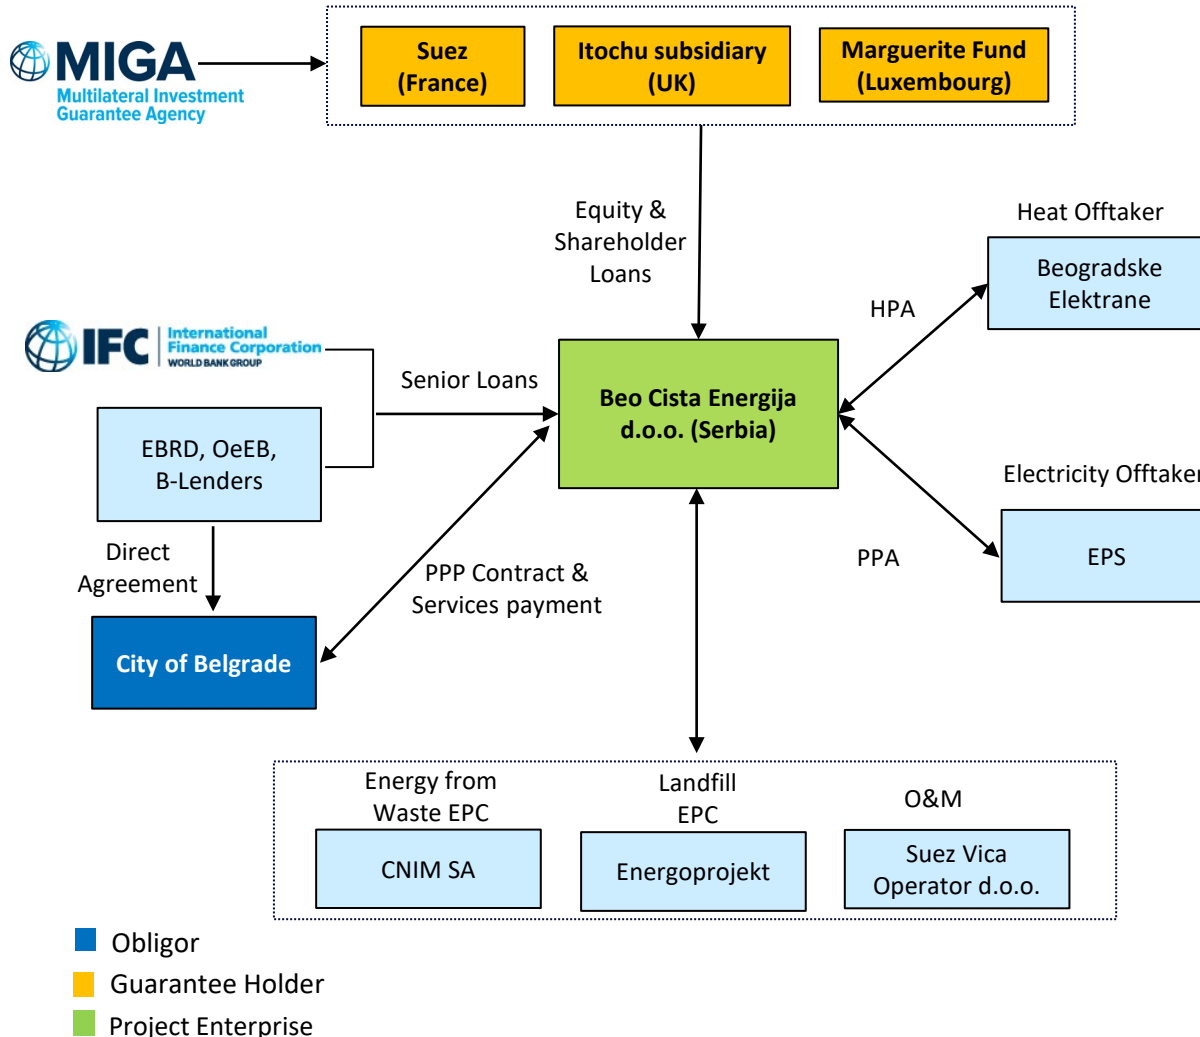 MIGA
Multilateral Investment
Guarantee Agency
Suez
(France)
Itochu subsidiary
(UK)
Marguerite Fund
(Luxembourg)
Equity &
Shareholder
Loans
Heat Offtaker
Beogradske
Elektrane
HPA
IFC
International
Finance Corporation
WORLD BANK GROUP
Senior Loans
Beo Cista Energija
d.o.o. (Serbia)
EBRD, OeEB,
B-Lenders
Electricity Offtaker
EPS
PPA
Direct
Agreement
PPP Contract &
Services payment
City of Belgrade
Energy from
Waste EPC
CNIM SA
Landfill
EPC
Energoprojekt
O&M
Suez Vica
Operator d.o.o.
Obligor
Guarantee Holder
Project Enterprise